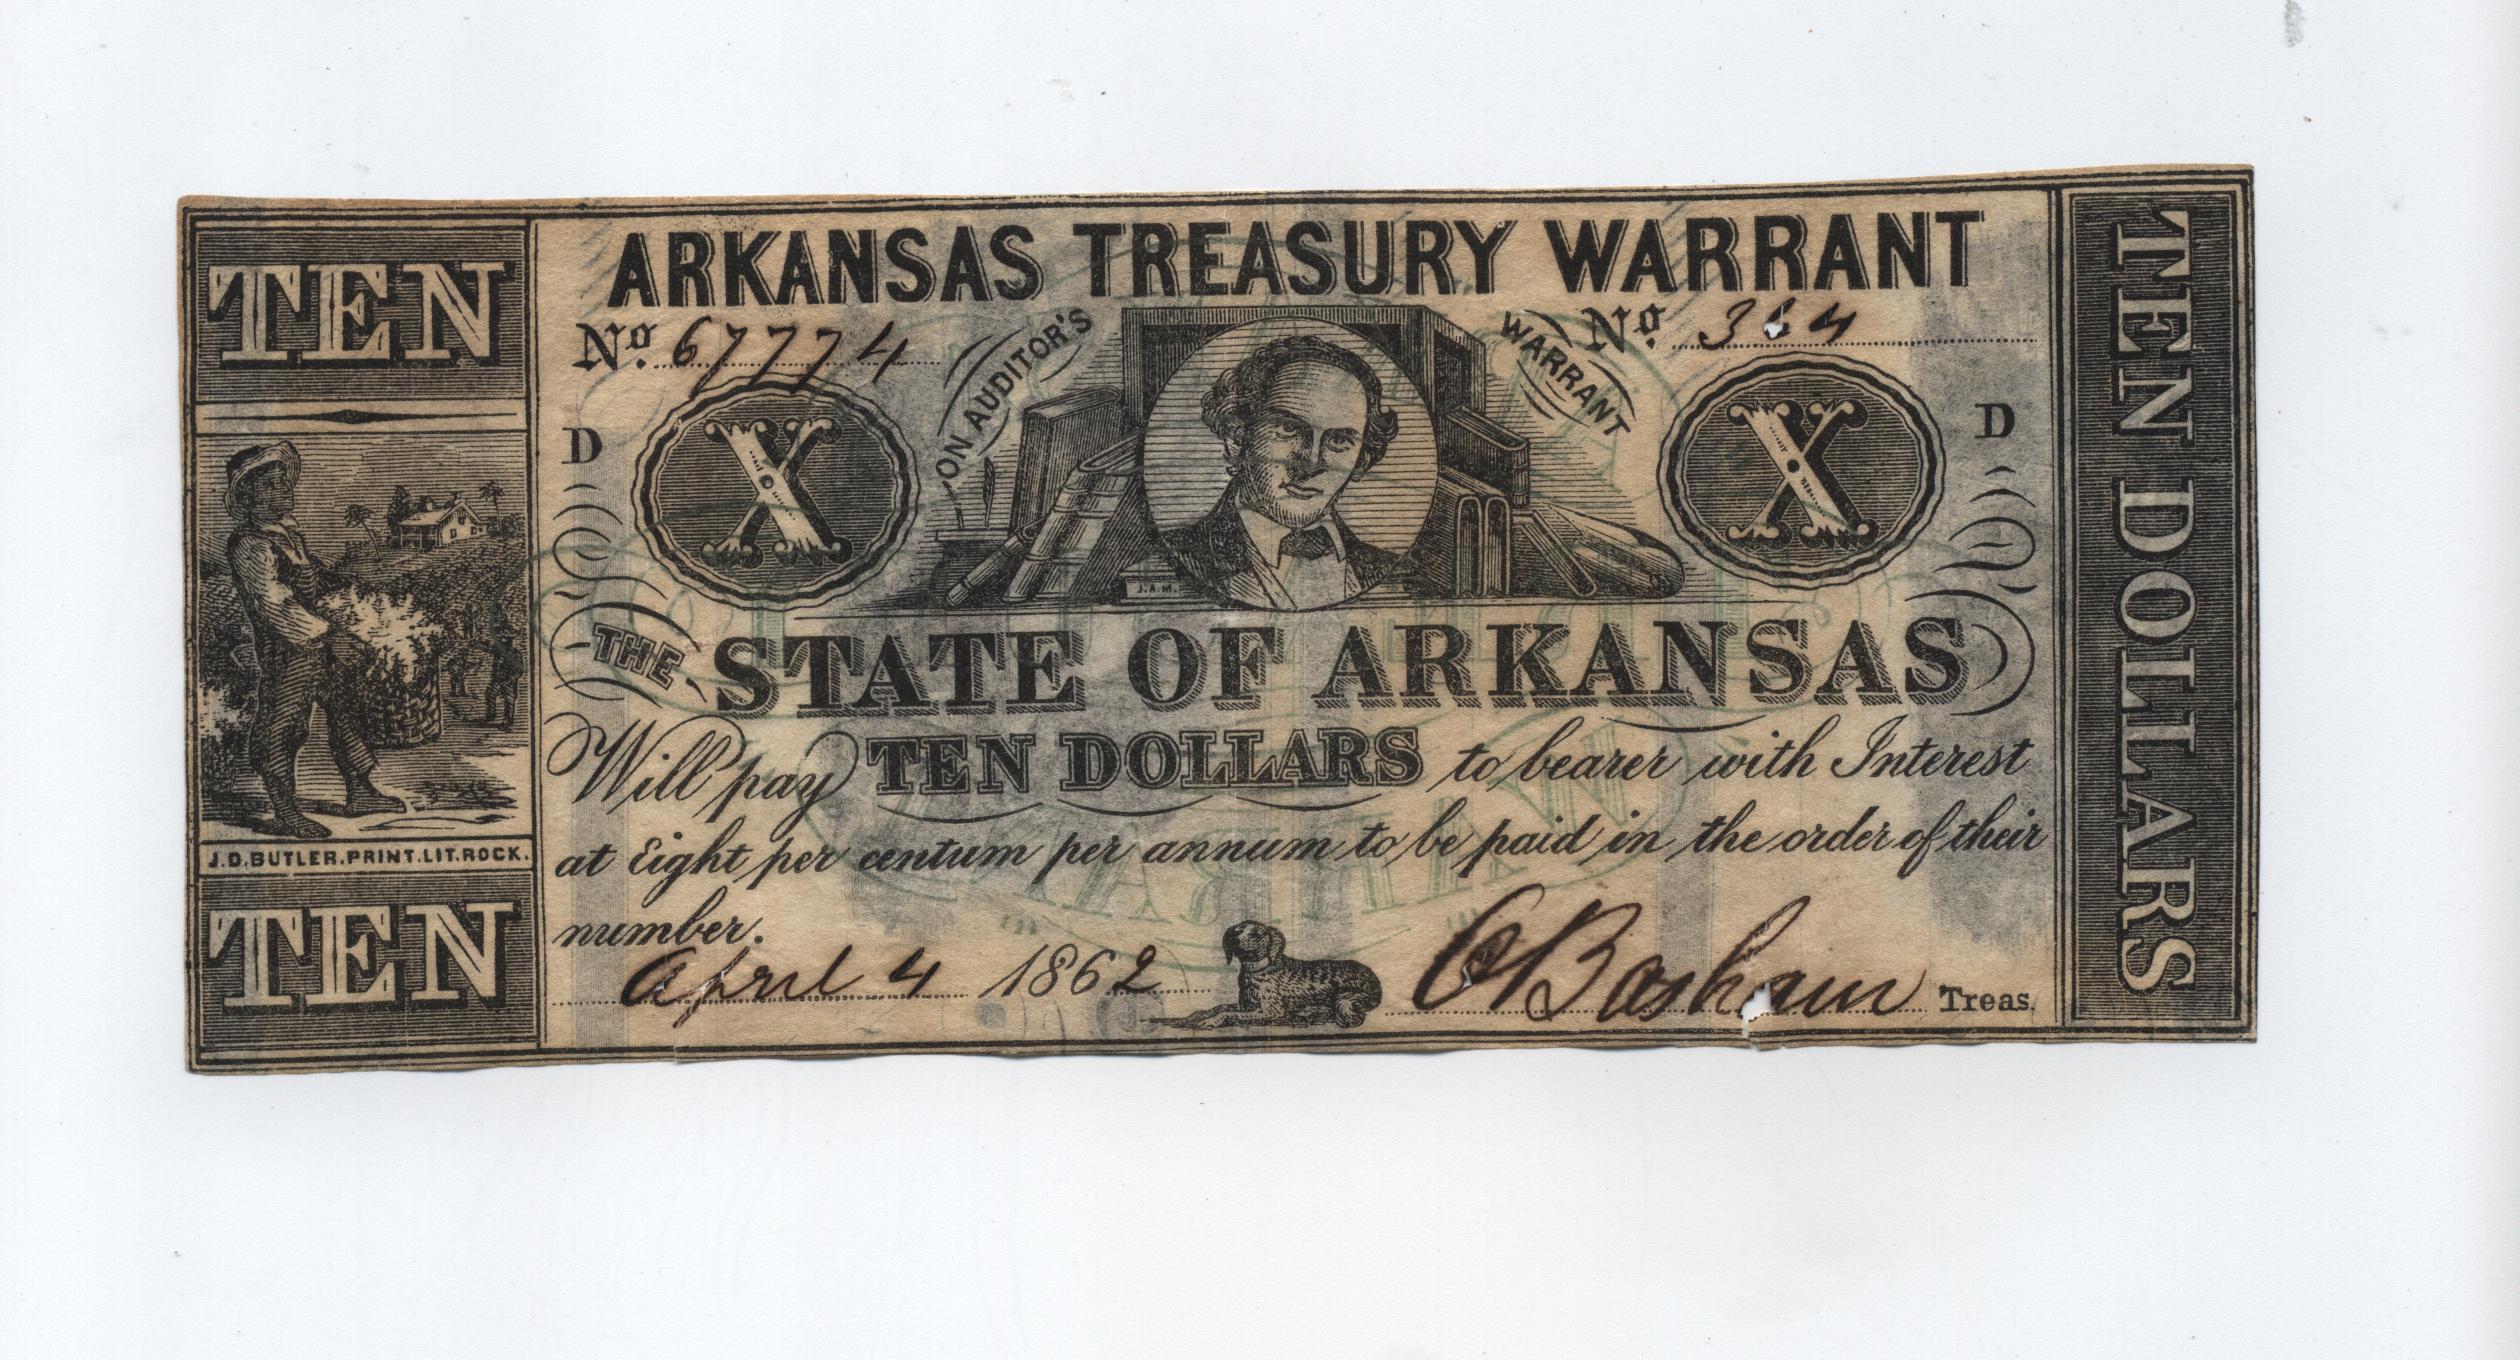 TEN
ARKANSAS TREASURY WARRANT
No. 67774
ON AUDITOR'S
WARRANT
No.
D
X
X
D
J.A.M.
THE
STATE OF ARKANSAS
Will pay TEN DOLLARS to bearer with Interest
at Eight per centum per annum to be paid in the order of their
number.
April 4 1862
C Basham Treas.
J.D.BUTLER.PRINT.LIT.ROCK.
TEN
TEN DOLLARS